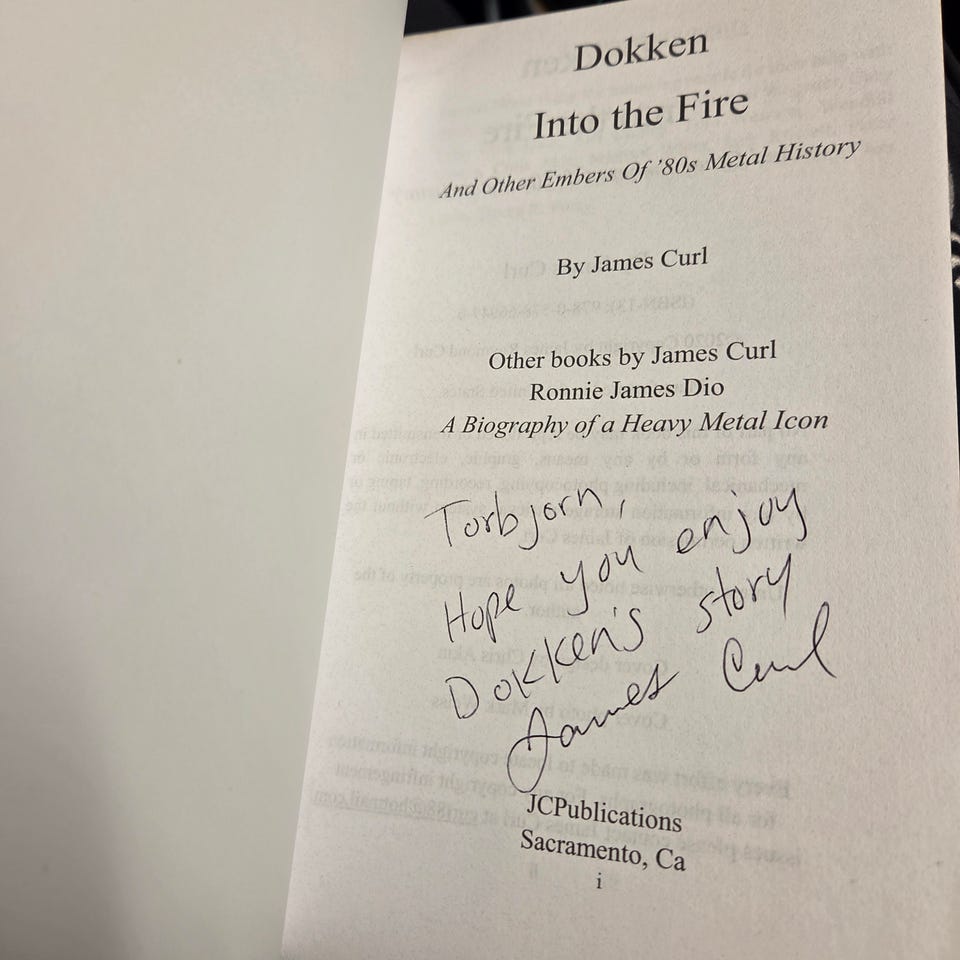 Dokken
Into the Fire
And Other Embers Of '80s Metal History
By James Curl
Other books by James Curl
Ronnie James Dio
A Biography of a Heavy Metal Icon
Torbjorn,
Hope you enjoy
Dokken's story
James Curl
JCPublications
Sacramento, Ca
i